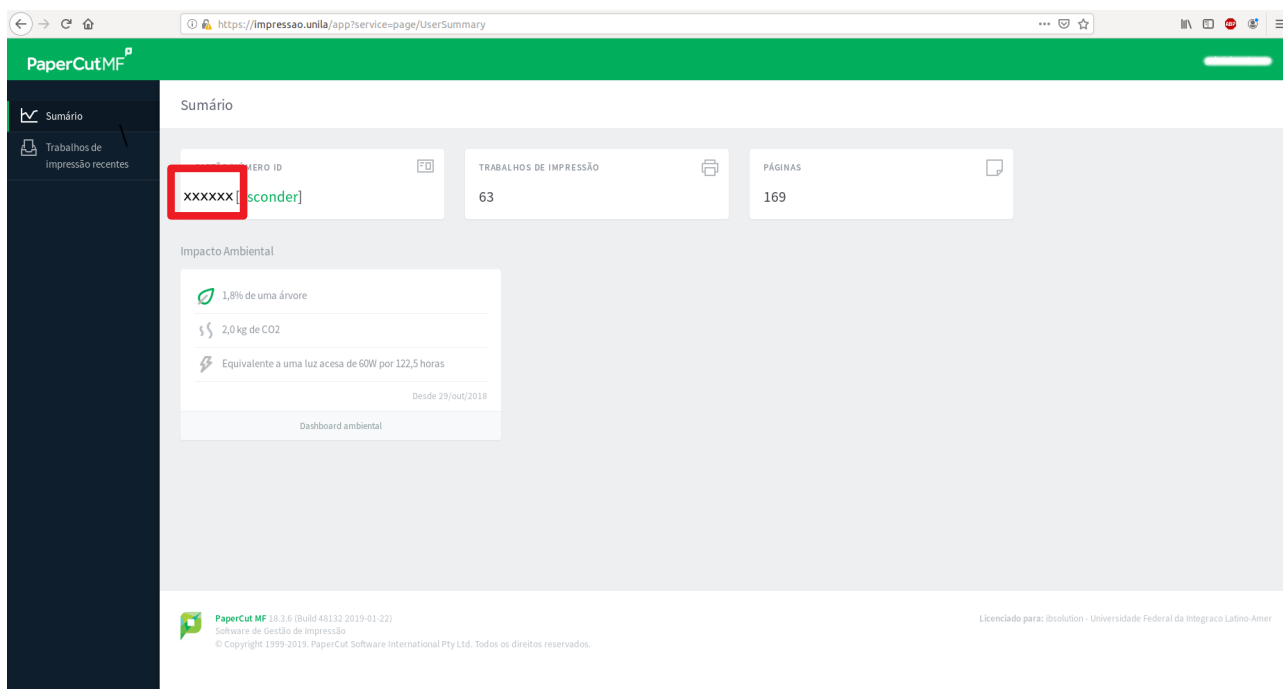 https://impressao.unila/app?service=page/UserSummary
ABP
PaperCutMF
Sumário
Trabalhos de
impressão recentes
Sumário
ID
TRABALHOS DE IMPRESSÃO
PÁGINAS
xxxxxx [ sconder]
63
169
Impacto Ambiental
1,8% de uma árvore
2,0 kg de CO2
Equivalente a uma luz acesa de 60W por 122,5 horas
Desde 29/out/2018
Dashboard ambiental
PaperCut MF 18.3.6 (Build 48132 2019-01-22)
Software de Gestão de Impressão
© Copyright 1999-2019. PaperCut Software International Pty Ltd. Todos os direitos reservados.
Licenciado para: ibsolution - Universidade Federal da Integraco Latino-Amer